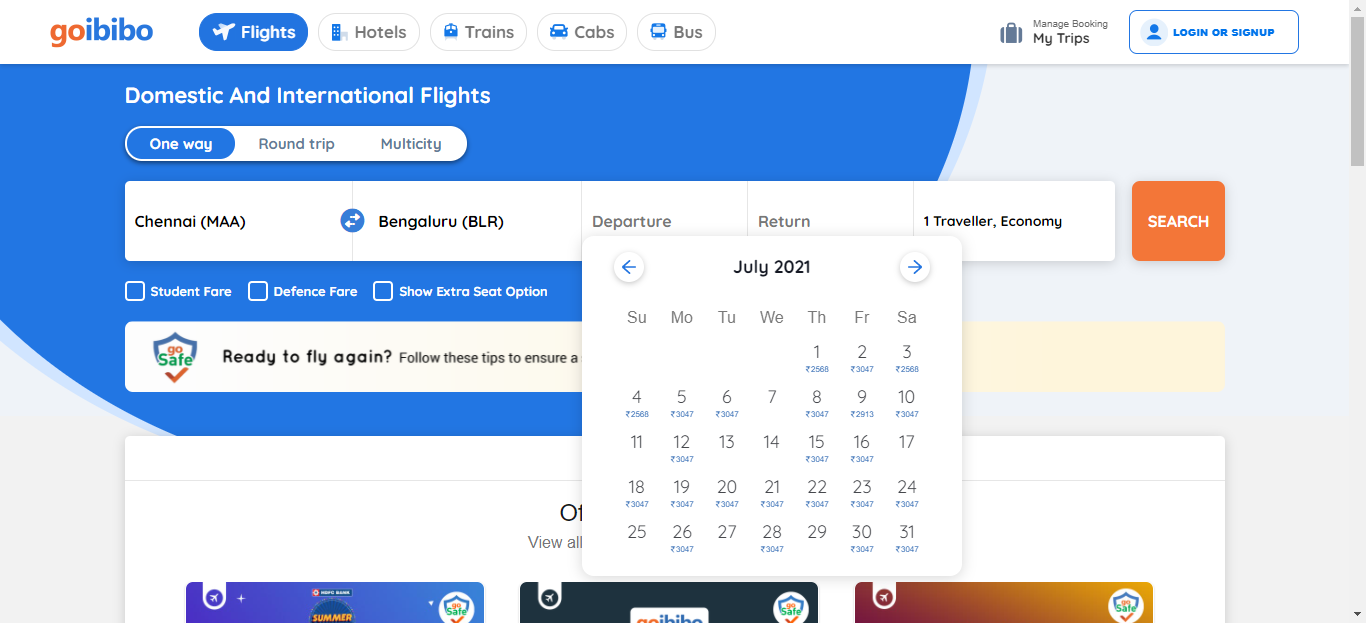 goibibo
Flights
Hotels
Trains
Cabs
Bus
Manage Booking
My Trips
LOGIN OR SIGNUP
Domestic And International Flights
One way
Round trip
Multicity
Chennai (MAA)
Bengaluru (BLR)
Departure
Return
1 Traveller, Economy
SEARCH
Student Fare
Defence Fare
Show Extra Seat Option
July 2021
Su Mo Tu We Th Fr Sa
1 2 3
₹2568 ₹3047 ₹2568
4 5 6 7 8 9 10
₹2568 ₹3047 ₹3047 ₹3047 ₹2913 ₹3047
11 12 13 14 15 16 17
₹3047 ₹3047 ₹3047
18 19 20 21 22 23 24
₹3047 ₹3047 ₹3047 ₹3047 ₹3047 ₹3047 ₹3047
25 26 27 28 29 30 31
₹3047 ₹3047 ₹3047 ₹3047
go
Safe
Ready to fly again? Follow these tips to ensure a
View all
HDFC BANK
SUMMER
go
Safe
goibibo
go
Safe
go
Safe